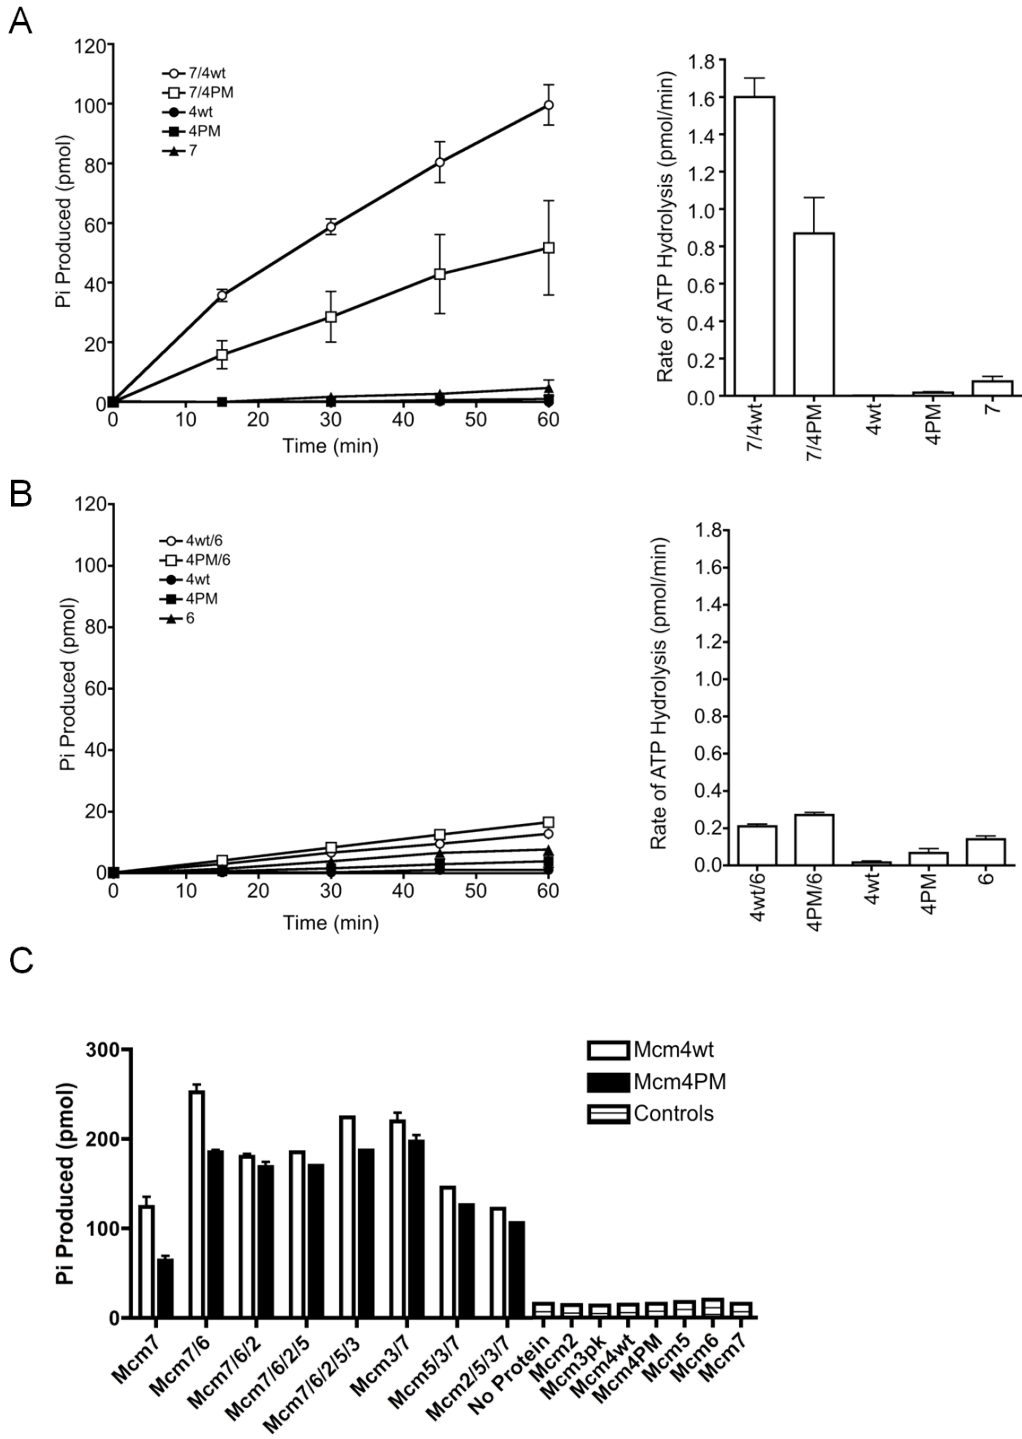 A
120
100
80
60
40
20
0
0 10 20 30 40 50 60
Pi Produced (pmol)
Time (min)
7/4wt
7/4PM
4wt
4PM
7
1.8
1.6
1.4
1.2
1.0
0.8
0.6
0.4
0.2
0.0
Rate of ATP Hydrolysis (pmol/min)
7/4wt
7/4PM
4wt
4PM
7
B
120
100
80
60
40
20
0
0 10 20 30 40 50 60
Pi Produced (pmol)
Time (min)
4wt/6
4PM/6
4wt
4PM
6
1.8
1.6
1.4
1.2
1.0
0.8
0.6
0.4
0.2
0.0
Rate of ATP Hydrolysis (pmol/min)
4wt/6
4PM/6
4wt
4PM
6
C
300
200
100
0
Pi Produced (pmol)
Mcm4wt
Mcm4PM
Controls
Mcm7
Mcm7/6
Mcm7/6/2
Mcm7/6/2/5
Mcm7/6/2/5/3
Mcm3/7
Mcm5/3/7
Mcm2/5/3/7
No Protein
Mcm2
Mcm3pk
Mcm4wt
Mcm4PM
Mcm5
Mcm6
Mcm7